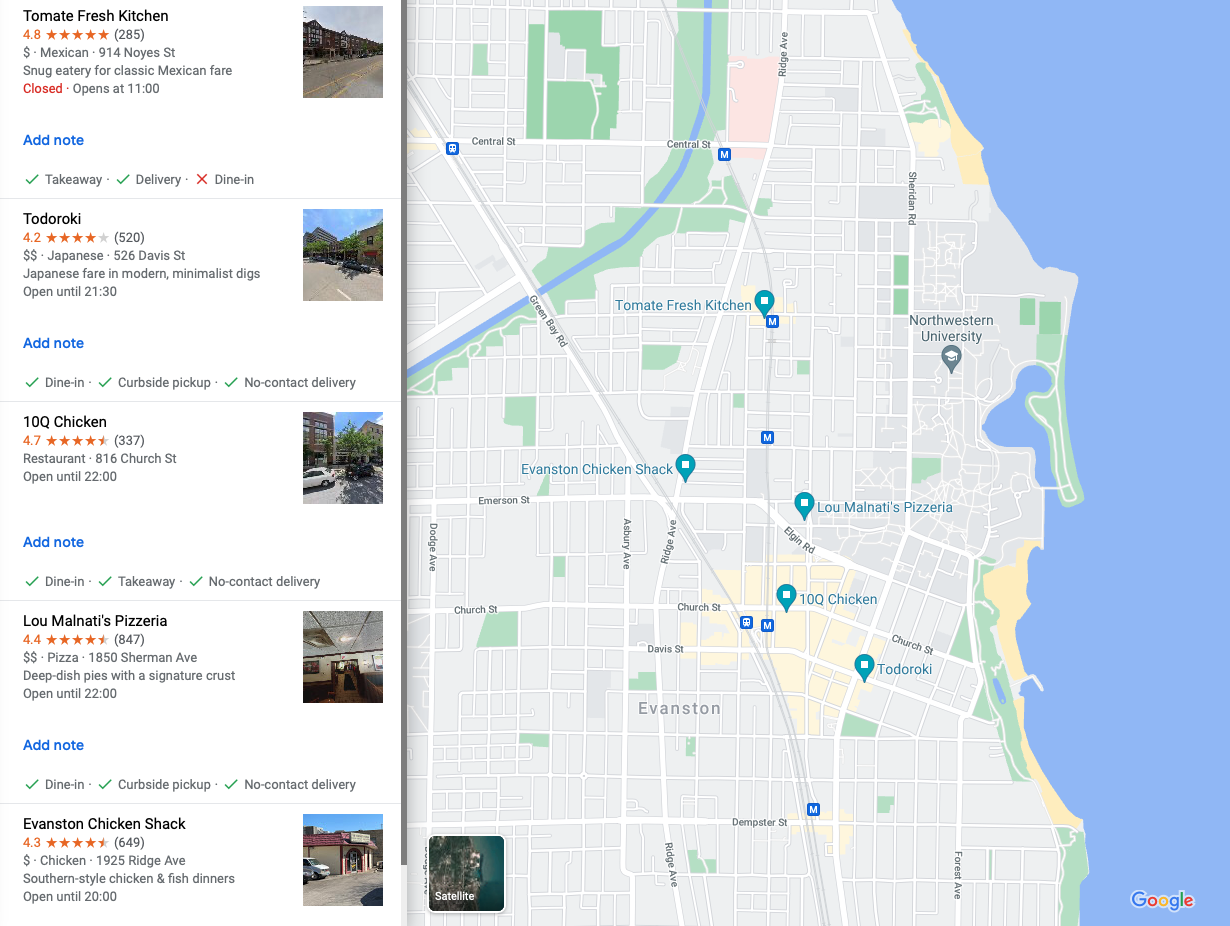 Tomate Fresh Kitchen
4.8 ★★★★★ (285)
$ · Mexican · 914 Noyes St
Snug eatery for classic Mexican fare
Closed · Opens at 11:00
Add note
Takeaway · Delivery · Dine-in
Todoroki
4.2 ★★★★★ (520)
$$ · Japanese · 526 Davis St
Japanese fare in modern, minimalist digs
Open until 21:30
Add note
Dine-in · Curbside pickup · No-contact delivery
10Q Chicken
4.7 ★★★★★ (337)
Restaurant · 816 Church St
Open until 22:00
Add note
Dine-in · Takeaway · No-contact delivery
Lou Malnati's Pizzeria
4.4 ★★★★★ (847)
$$ · Pizza · 1850 Sherman Ave
Deep-dish pies with a signature crust
Open until 22:00
Add note
Dine-in · Curbside pickup · No-contact delivery
Evanston Chicken Shack
4.3 ★★★★★ (649)
$ · Chicken · 1925 Ridge Ave
Southern-style chicken & fish dinners
Open until 20:00
Ridge Ave
Central St
Central St
M
Sheridan Rd
Tomate Fresh Kitchen
M
Green Bay Rd
Northwestern
University
M
Evanston Chicken Shack
Emerson St
Lou Malnati's Pizzeria
Dodge Ave
Asbury Ave
Ridge Ave
Elgin Rd
10Q Chicken
Church St
Church St
M
Church St
Davis St
Todoroki
Evanston
M
Dempster St
Ridge Ave
Forest Ave
Satellite
Google